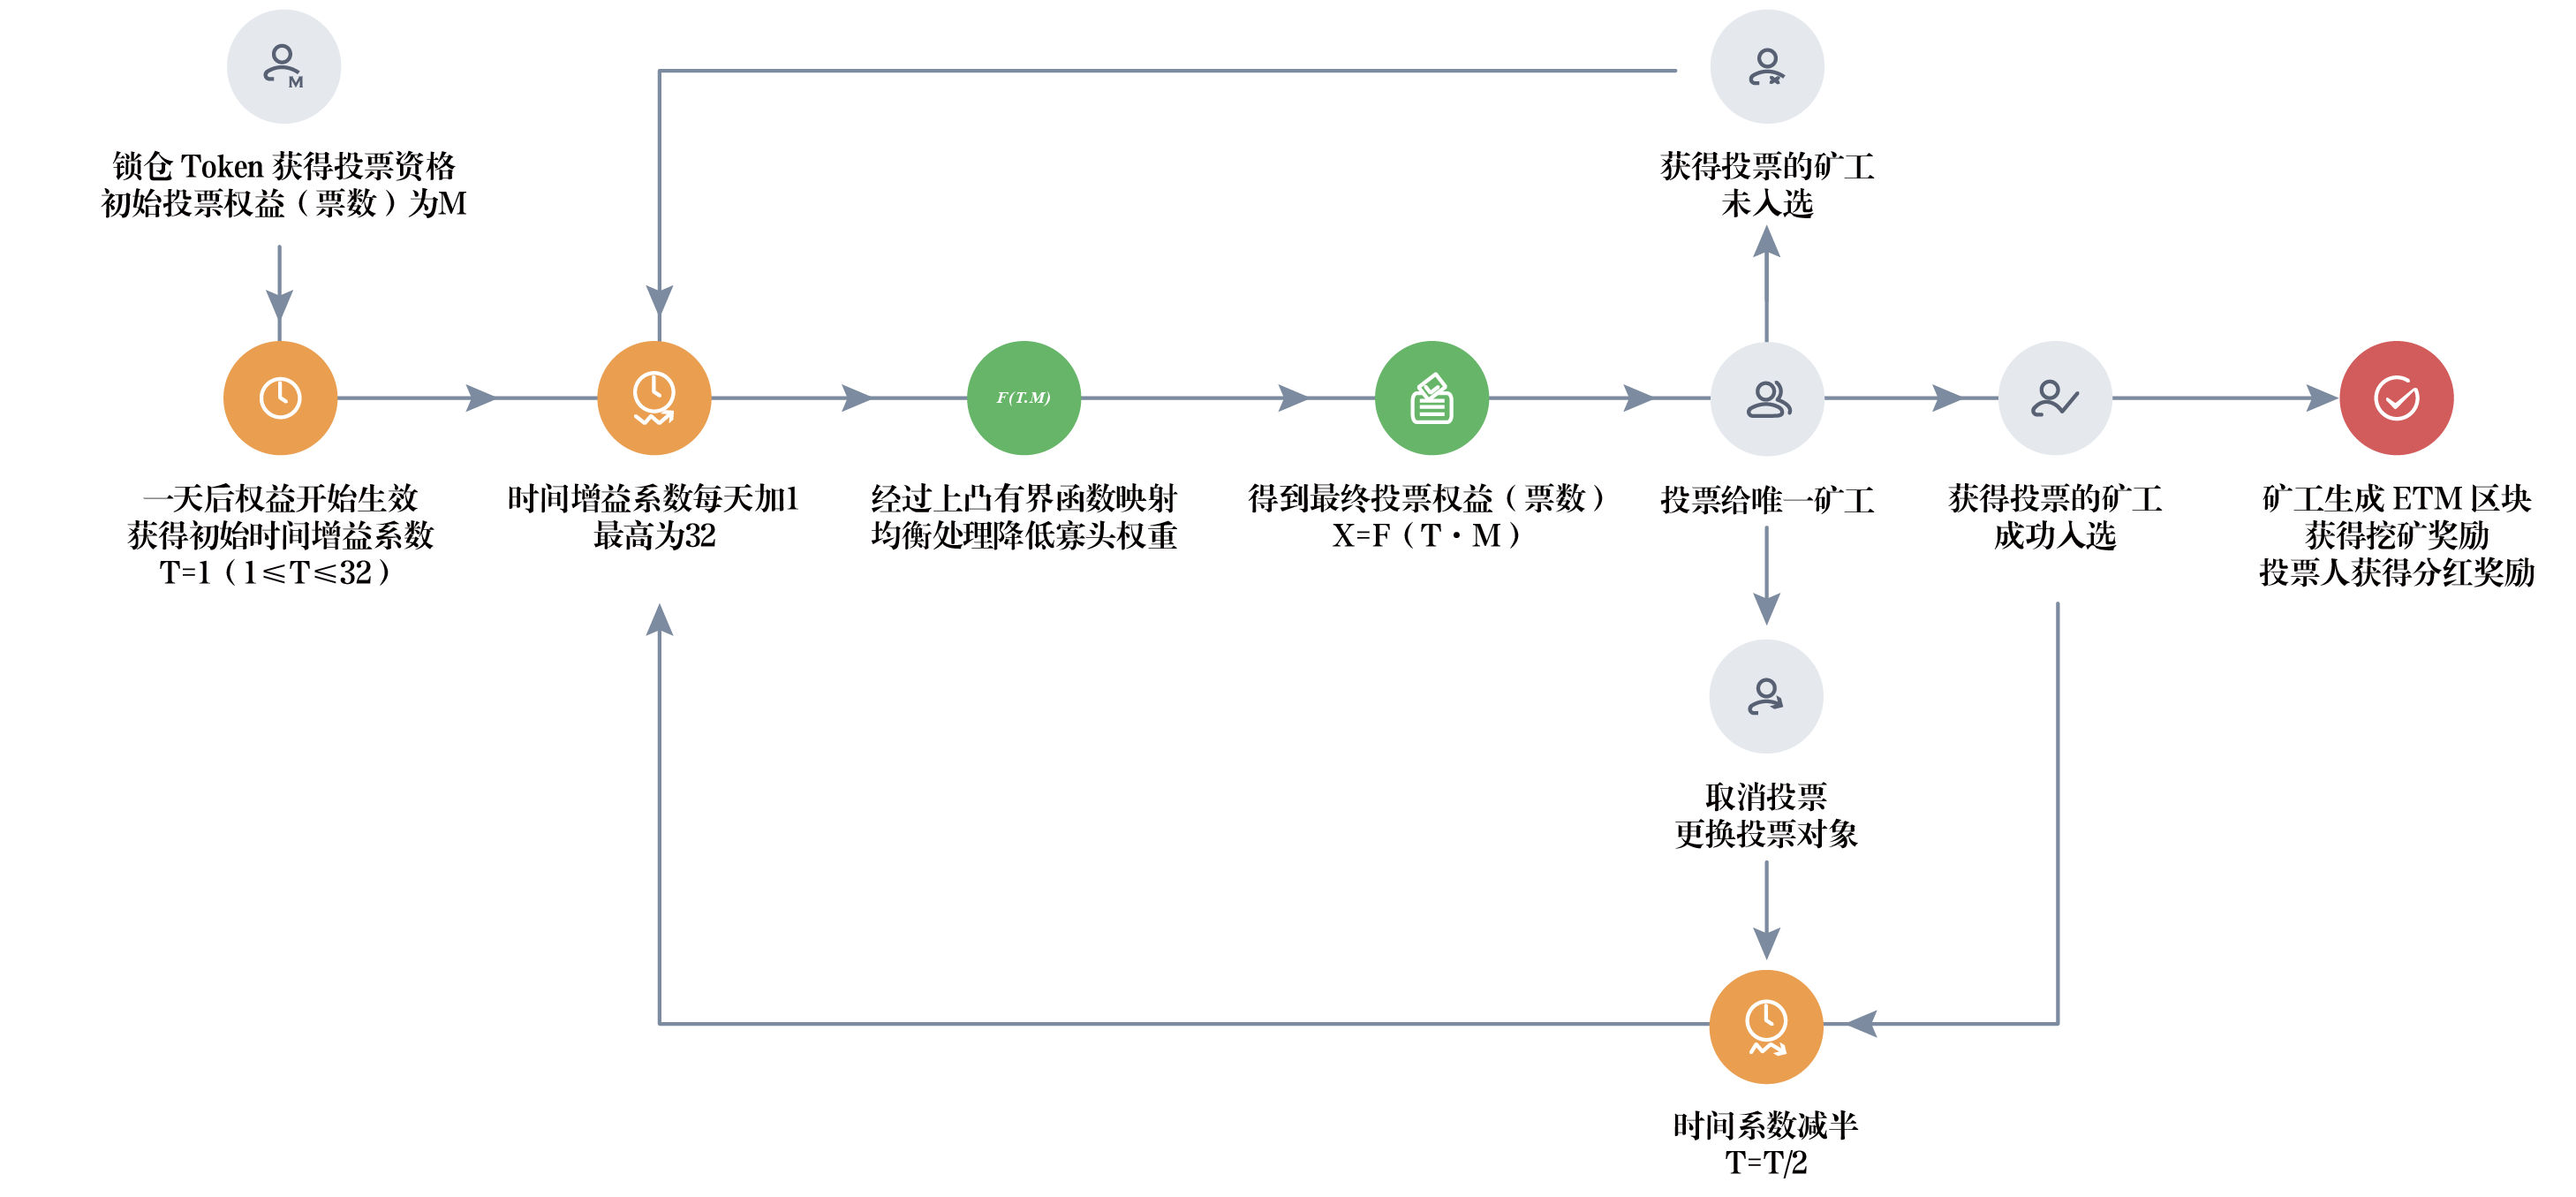 M
锁仓 Token 获得投票资格
初始投票权益（票数）为M
获得投票的矿工
未入选
F(T.M)
一天后权益开始生效
获得初始时间增益系数
T=1（1≤T≤32）
时间增益系数每天加1
最高为32
经过上凸有界函数映射
均衡处理降低寡头权重
得到最终投票权益（票数）
X=F（T·M）
投票给唯一矿工
获得投票的矿工
成功入选
矿工生成 ETM 区块
获得挖矿奖励
投票人获得分红奖励
取消投票
更换投票对象
时间系数减半
T=T/2